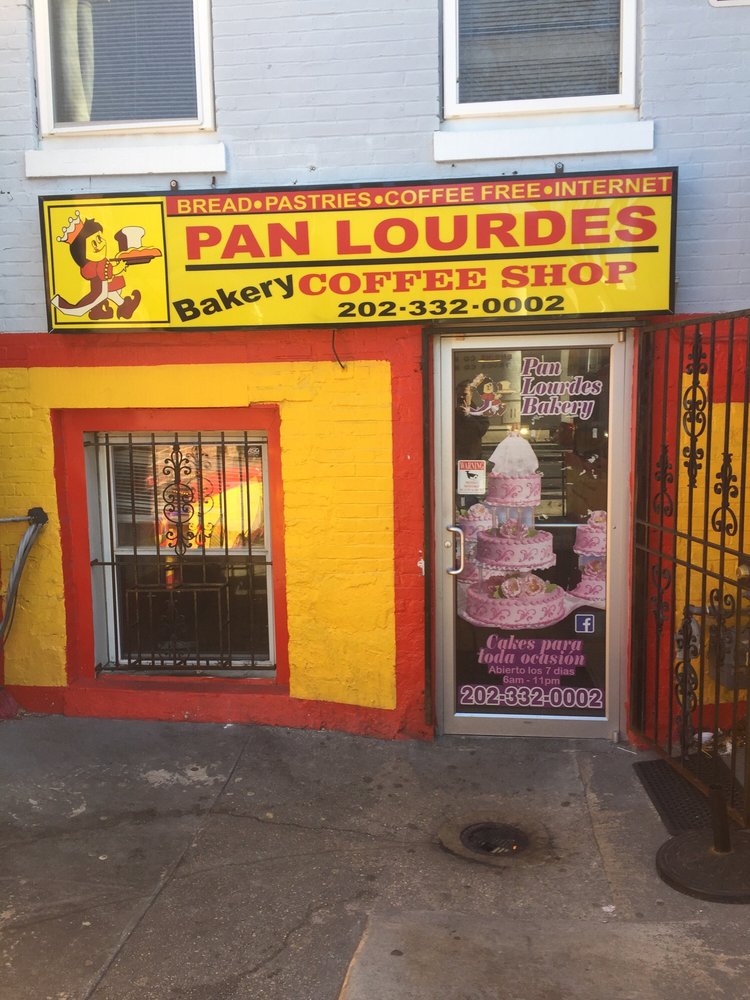 BREAD•PASTRIES•COFFEE FREE•INTERNET
PAN LOURDES
Bakery COFFEE SHOP
202-332-0002
Pan
Lourdes
Bakery
WARNING
f
Cakes para
toda ocasión
Abierto los 7 dias
6am - 11pm
202-332-0002